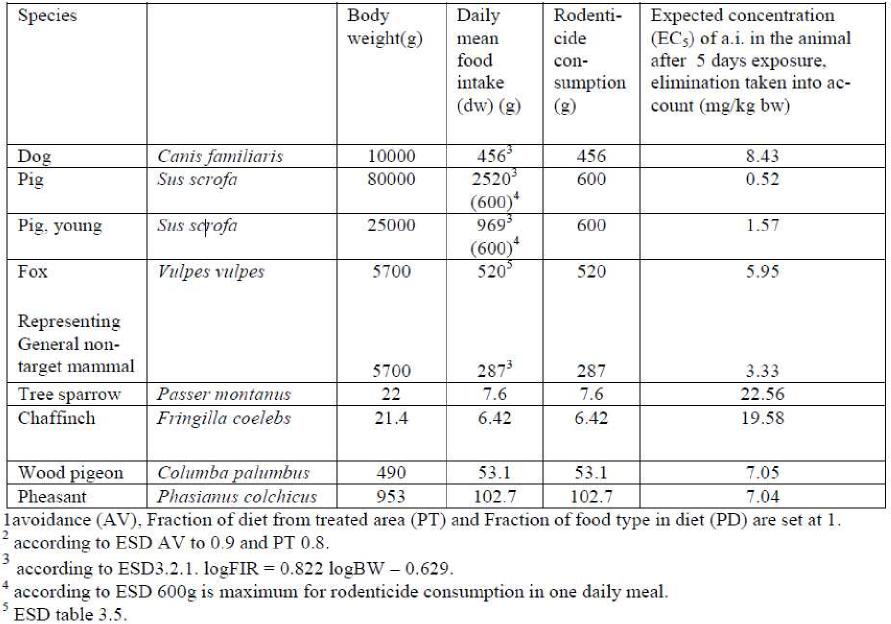 Species Body weight(g) Daily mean food intake (dw) (g) Rodenti-cide con-sumption (g) Expected concentration (EC5) of a.i. in the animal after 5 days exposure, elimination taken into ac-count (mg/kg bw)
Dog Canis familiaris 10000 456³ 456 8.43
Pig Sus scrofa 80000 2520³ 600 0.52
(600)⁴
Pig, young Sus scrofa 25000 969³ 600 1.57
(600)⁴
Fox Vulpes vulpes 5700 520⁵ 520 5.95
Representing
General non-
target mammal 5700 287³ 287 3.33
Tree sparrow Passer montanus 22 7.6 7.6 22.56
Chaffinch Fringilla coelebs 21.4 6.42 6.42 19.58
Wood pigeon Columba palumbus 490 53.1 53.1 7.05
Pheasant Phasianus colchicus 953 102.7 102.7 7.04
1avoidance (AV), Fraction of diet from treated area (PT) and Fraction of food type in diet (PD) are set at 1.
² according to ESD AV to 0.9 and PT 0.8.
³ according to ESD3.2.1. logFIR = 0.822 logBW – 0.629.
⁴ according to ESD 600g is maximum for rodenticide consumption in one daily meal.
⁵ ESD table 3.5.